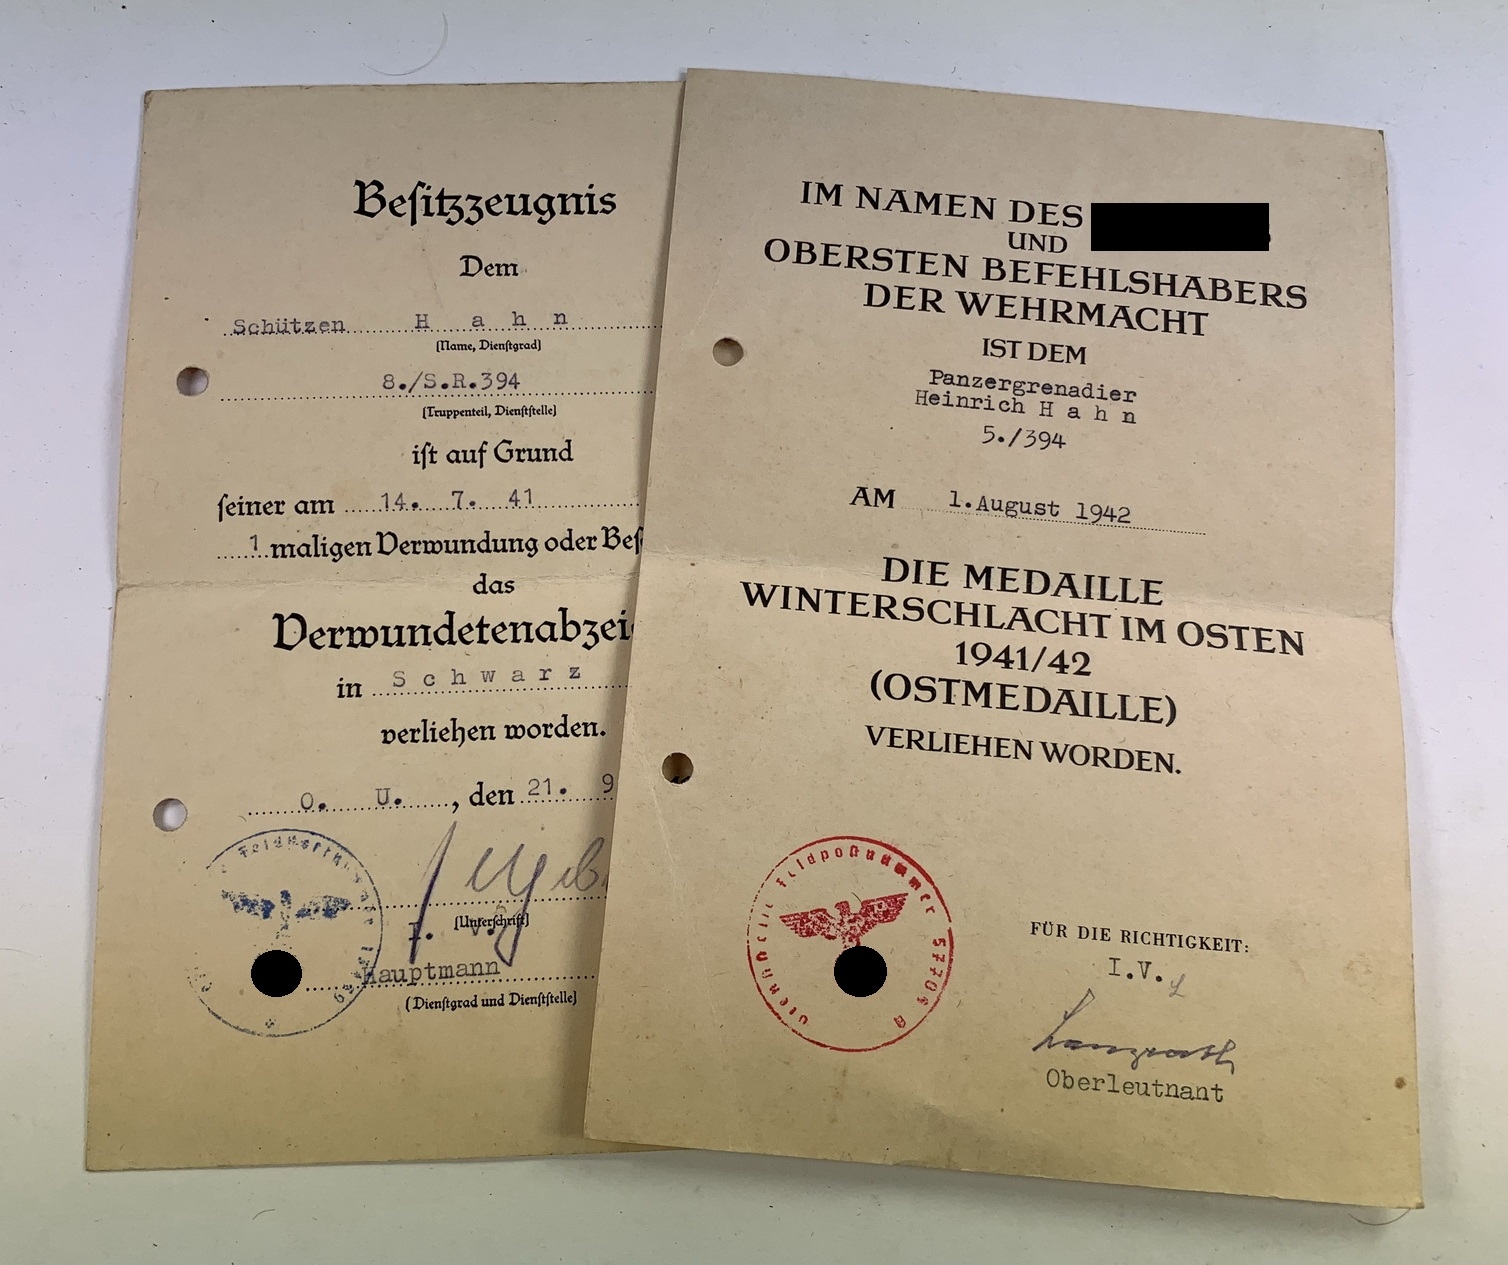 Besitzzeugnis
Dem
Schützen H a h n
(Name, Dienstgrad)
8./S.R.394
(Truppenteil, Dienststelle)
ist auf Grund
seiner am 14. 7. 41
1 maligen Verwundung oder Bes
das
Verwundetenabzei
in S c h w a r z
verliehen worden.
O. U. , den 21. 9
(Unterschrift)
Hauptmann
(Dienstgrad und Dienststelle)
IM NAMEN DES
UND
OBERSTEN BEFEHLSHABERS
DER WEHRMACHT
IST DEM
Panzergrenadier
Heinrich H a h n
5./394
AM 1.August 1942
DIE MEDAILLE
WINTERSCHLACHT IM OSTEN
1941/42
(OSTMEDAILLE)
VERLIEHEN WORDEN.
Feldpostnummer
FÜR DIE RICHTIGKEIT:
I.V.
Oberleutnant